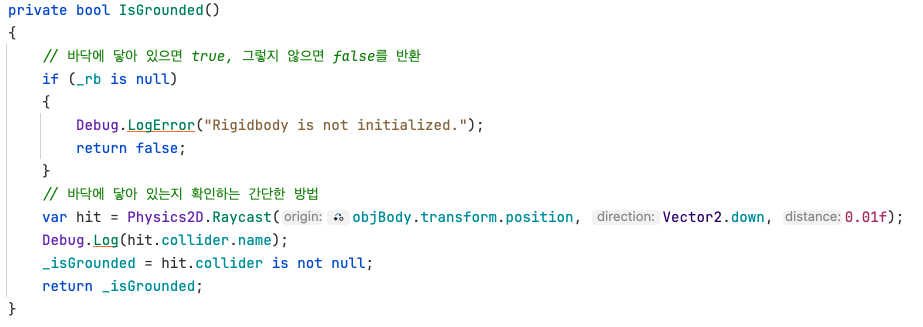 private bool IsGrounded()
{
// 바닥에 닿아 있으면 true, 그렇지 않으면 false를 반환
if (_rb is null)
{
Debug.LogError("Rigidbody is not initialized.");
return false;
}
// 바닥에 닿아 있는지 확인하는 간단한 방법
var hit = Physics2D.Raycast( origin: objBody.transform.position, direction: Vector2.down, distance: 0.01f);
Debug.Log(hit.collider.name);
_isGrounded = hit.collider is not null;
return _isGrounded;
}